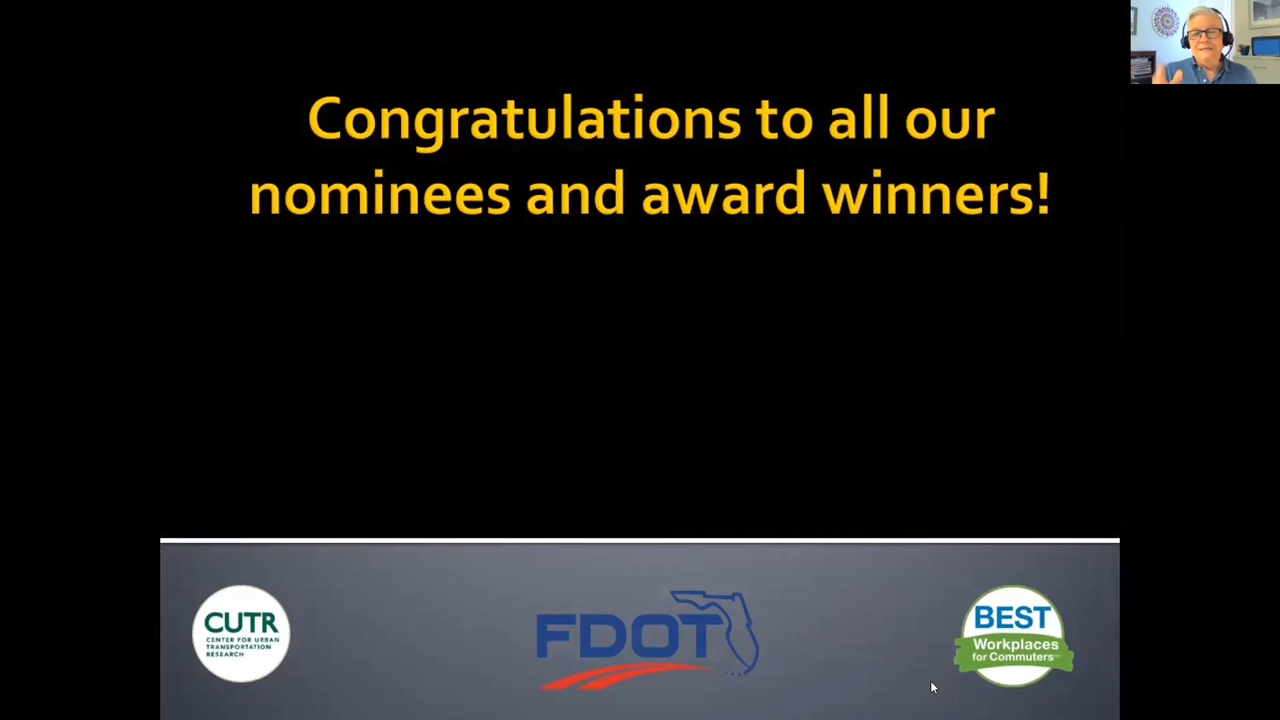 Congratulations to all our
nominees and award winners!
CUTR
CENTER FOR URBAN
TRANSPORTATION
RESEARCH
FDOT
BEST
Workplaces
for Commuters